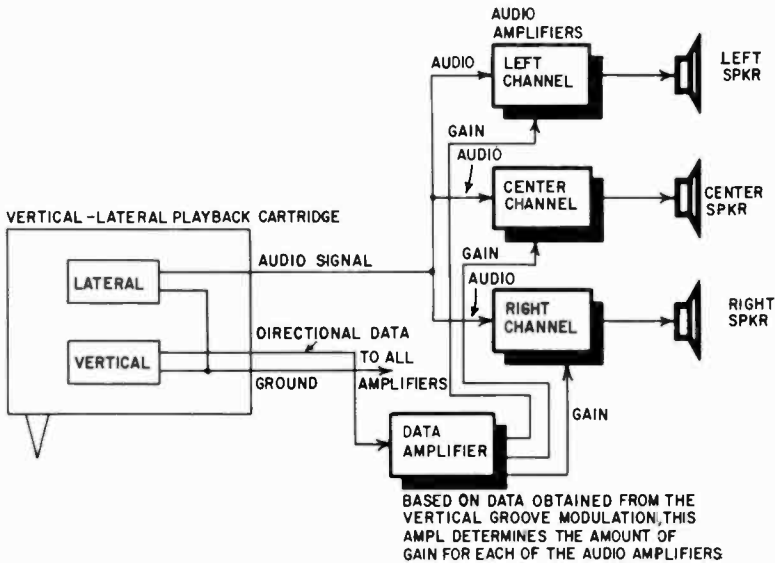 AUDIO
AMPLIFIERS
AUDIO
LEFT
CHANNEL
LEFT
SPKR
GAIN
AUDIO
CENTER
CHANNEL
CENTER
SPKR
VERTICAL-LATERAL PLAYBACK CARTRIDGE
GAIN
AUDIO SIGNAL
AUDIO
LATERAL
RIGHT
CHANNEL
RIGHT
SPKR
DIRECTIONAL DATA
VERTICAL
TO ALL
GROUND
AMPLIFIERS
GAIN
DATA
AMPLIFIER
BASED ON DATA OBTAINED FROM THE
VERTICAL GROOVE MODULATION, THIS
AMPL DETERMINES THE AMOUNT OF
GAIN FOR EACH OF THE AUDIO AMPLIFIERS